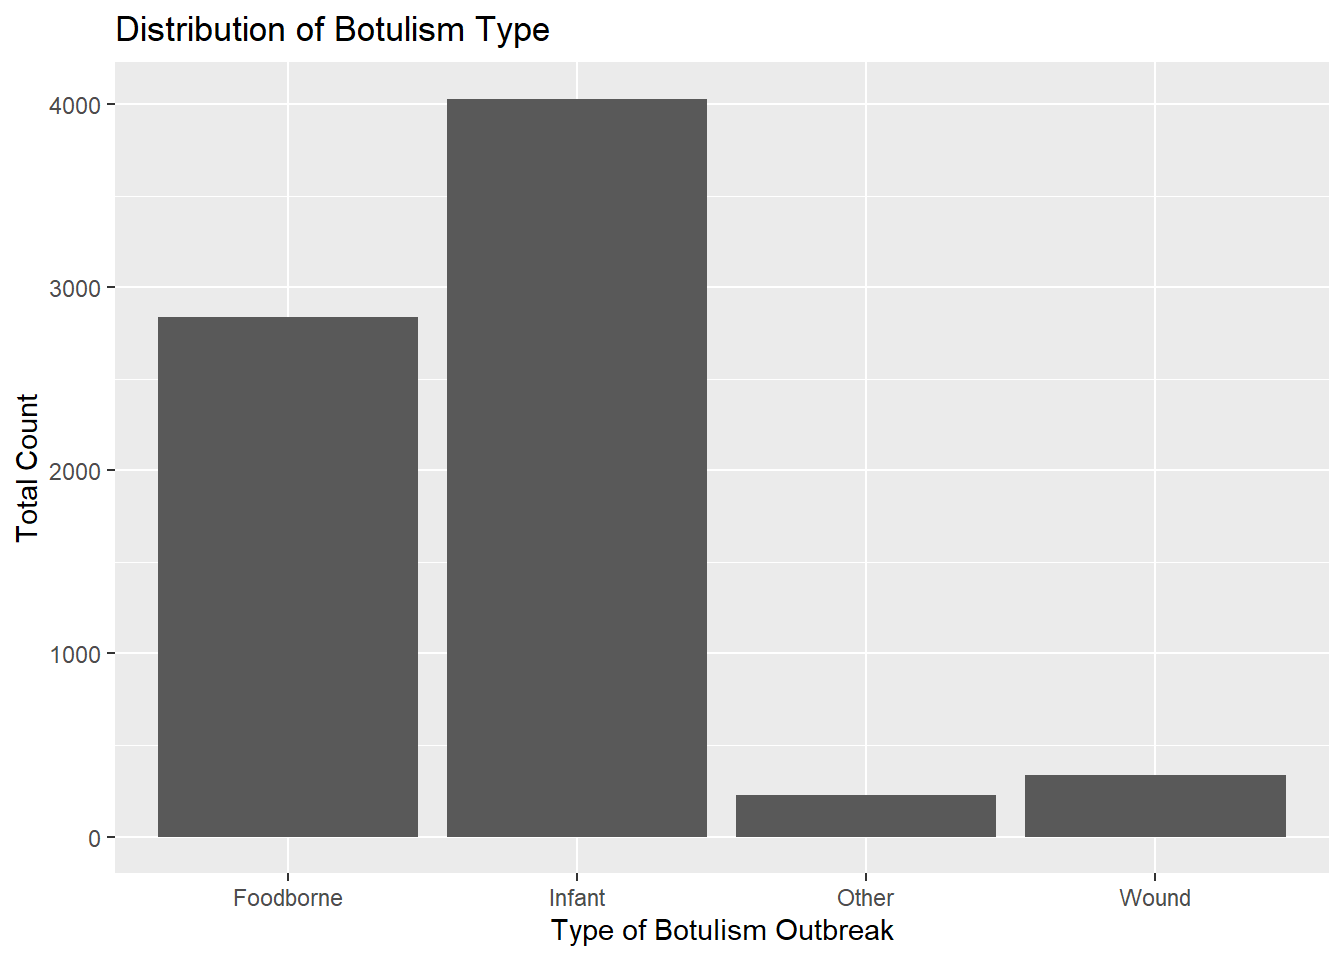 Distribution of Botulism Type
Total Count
4000
3000
2000
1000
0
Foodborne Infant Other Wound
Type of Botulism Outbreak